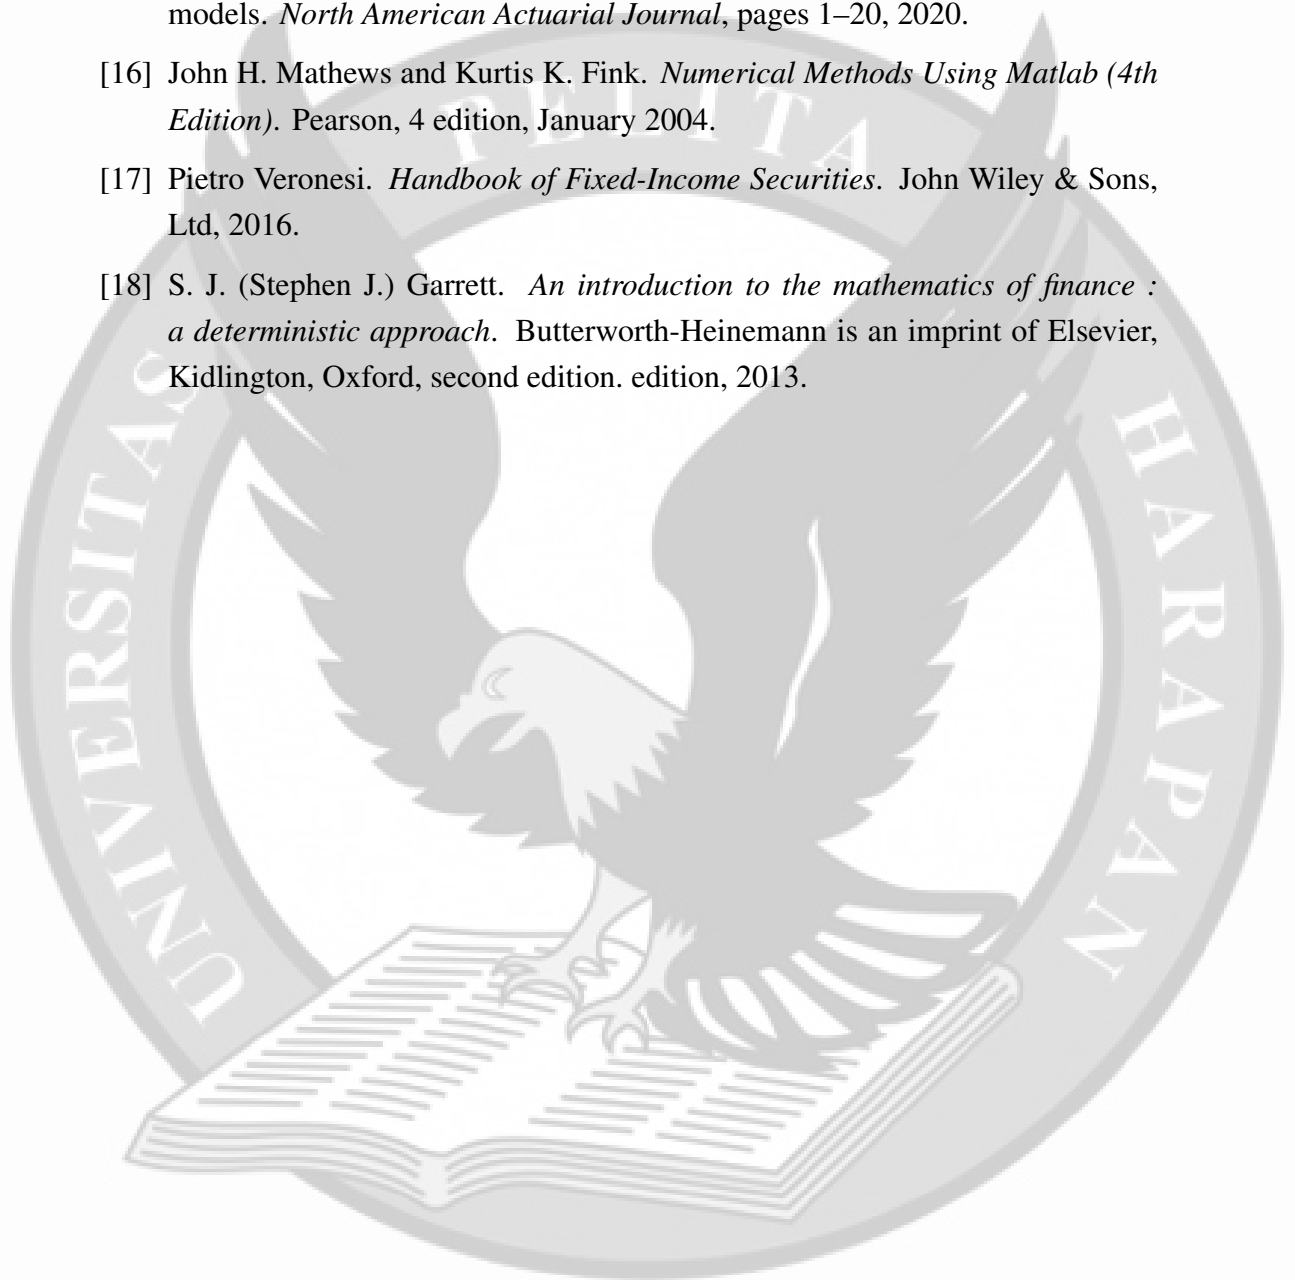 models. North American Actuarial Journal, pages 1–20, 2020.
[16] John H. Mathews and Kurtis K. Fink. Numerical Methods Using Matlab (4th
Edition). Pearson, 4 edition, January 2004.
[17] Pietro Veronesi. Handbook of Fixed-Income Securities. John Wiley & Sons,
Ltd, 2016.
[18] S. J. (Stephen J.) Garrett. An introduction to the mathematics of finance :
a deterministic approach. Butterworth-Heinemann is an imprint of Elsevier,
Kidlington, Oxford, second edition. edition, 2013.
UNIVERSITAS PELITA HARAPAN